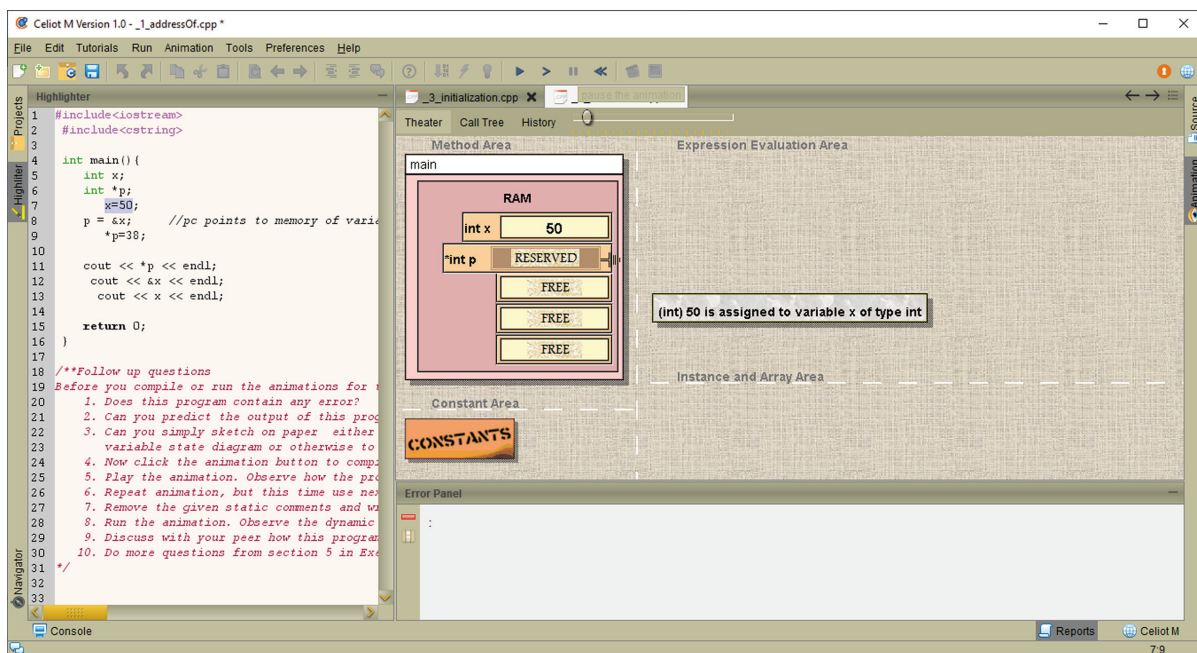 Celiot M Version 1.0 - _1_addressOf.cpp *
File Edit Tutorials Run Animation Tools Preferences Help
Highlighter
_3_initialization.cpp
pause the animation
Projects
Highliter
Navigator
Source
Animation
1 #include<iostream>
2 #include<cstring>
3
4 int main(){
5 int x;
6 int *p;
7 x=50;
8 p = &x; //pc points to memory of varia
9 *p=38;
10
11 cout << *p << endl;
12 cout << &x << endl;
13 cout << x << endl;
14
15 return 0;
16 }
17
18 /**Follow up questions
19 Before you compile or run the animations for t
20 1. Does this program contain any error?
21 2. Can you predict the output of this prog
22 3. Can you simply sketch on paper either
23 variable state diagram or otherwise to
24 4. Now click the animation button to compi
25 5. Play the animation. Observe how the pro
26 6. Repeat animation, but this time use nex
27 7. Remove the given static comments and wr
28 8. Run the animation. Observe the dynamic
29 9. Discuss with your peer how this program
30 10. Do more questions from section 5 in Exe
31 */
32
33
Theater Call Tree History
Method Area
main
RAM
int x 50
*int p RESERVED
FREE
FREE
FREE
Expression Evaluation Area
(int) 50 is assigned to variable x of type int
Instance and Array Area
Constant Area
CONSTANTS
Error Panel
:
Console
Reports
Celiot M
7:9